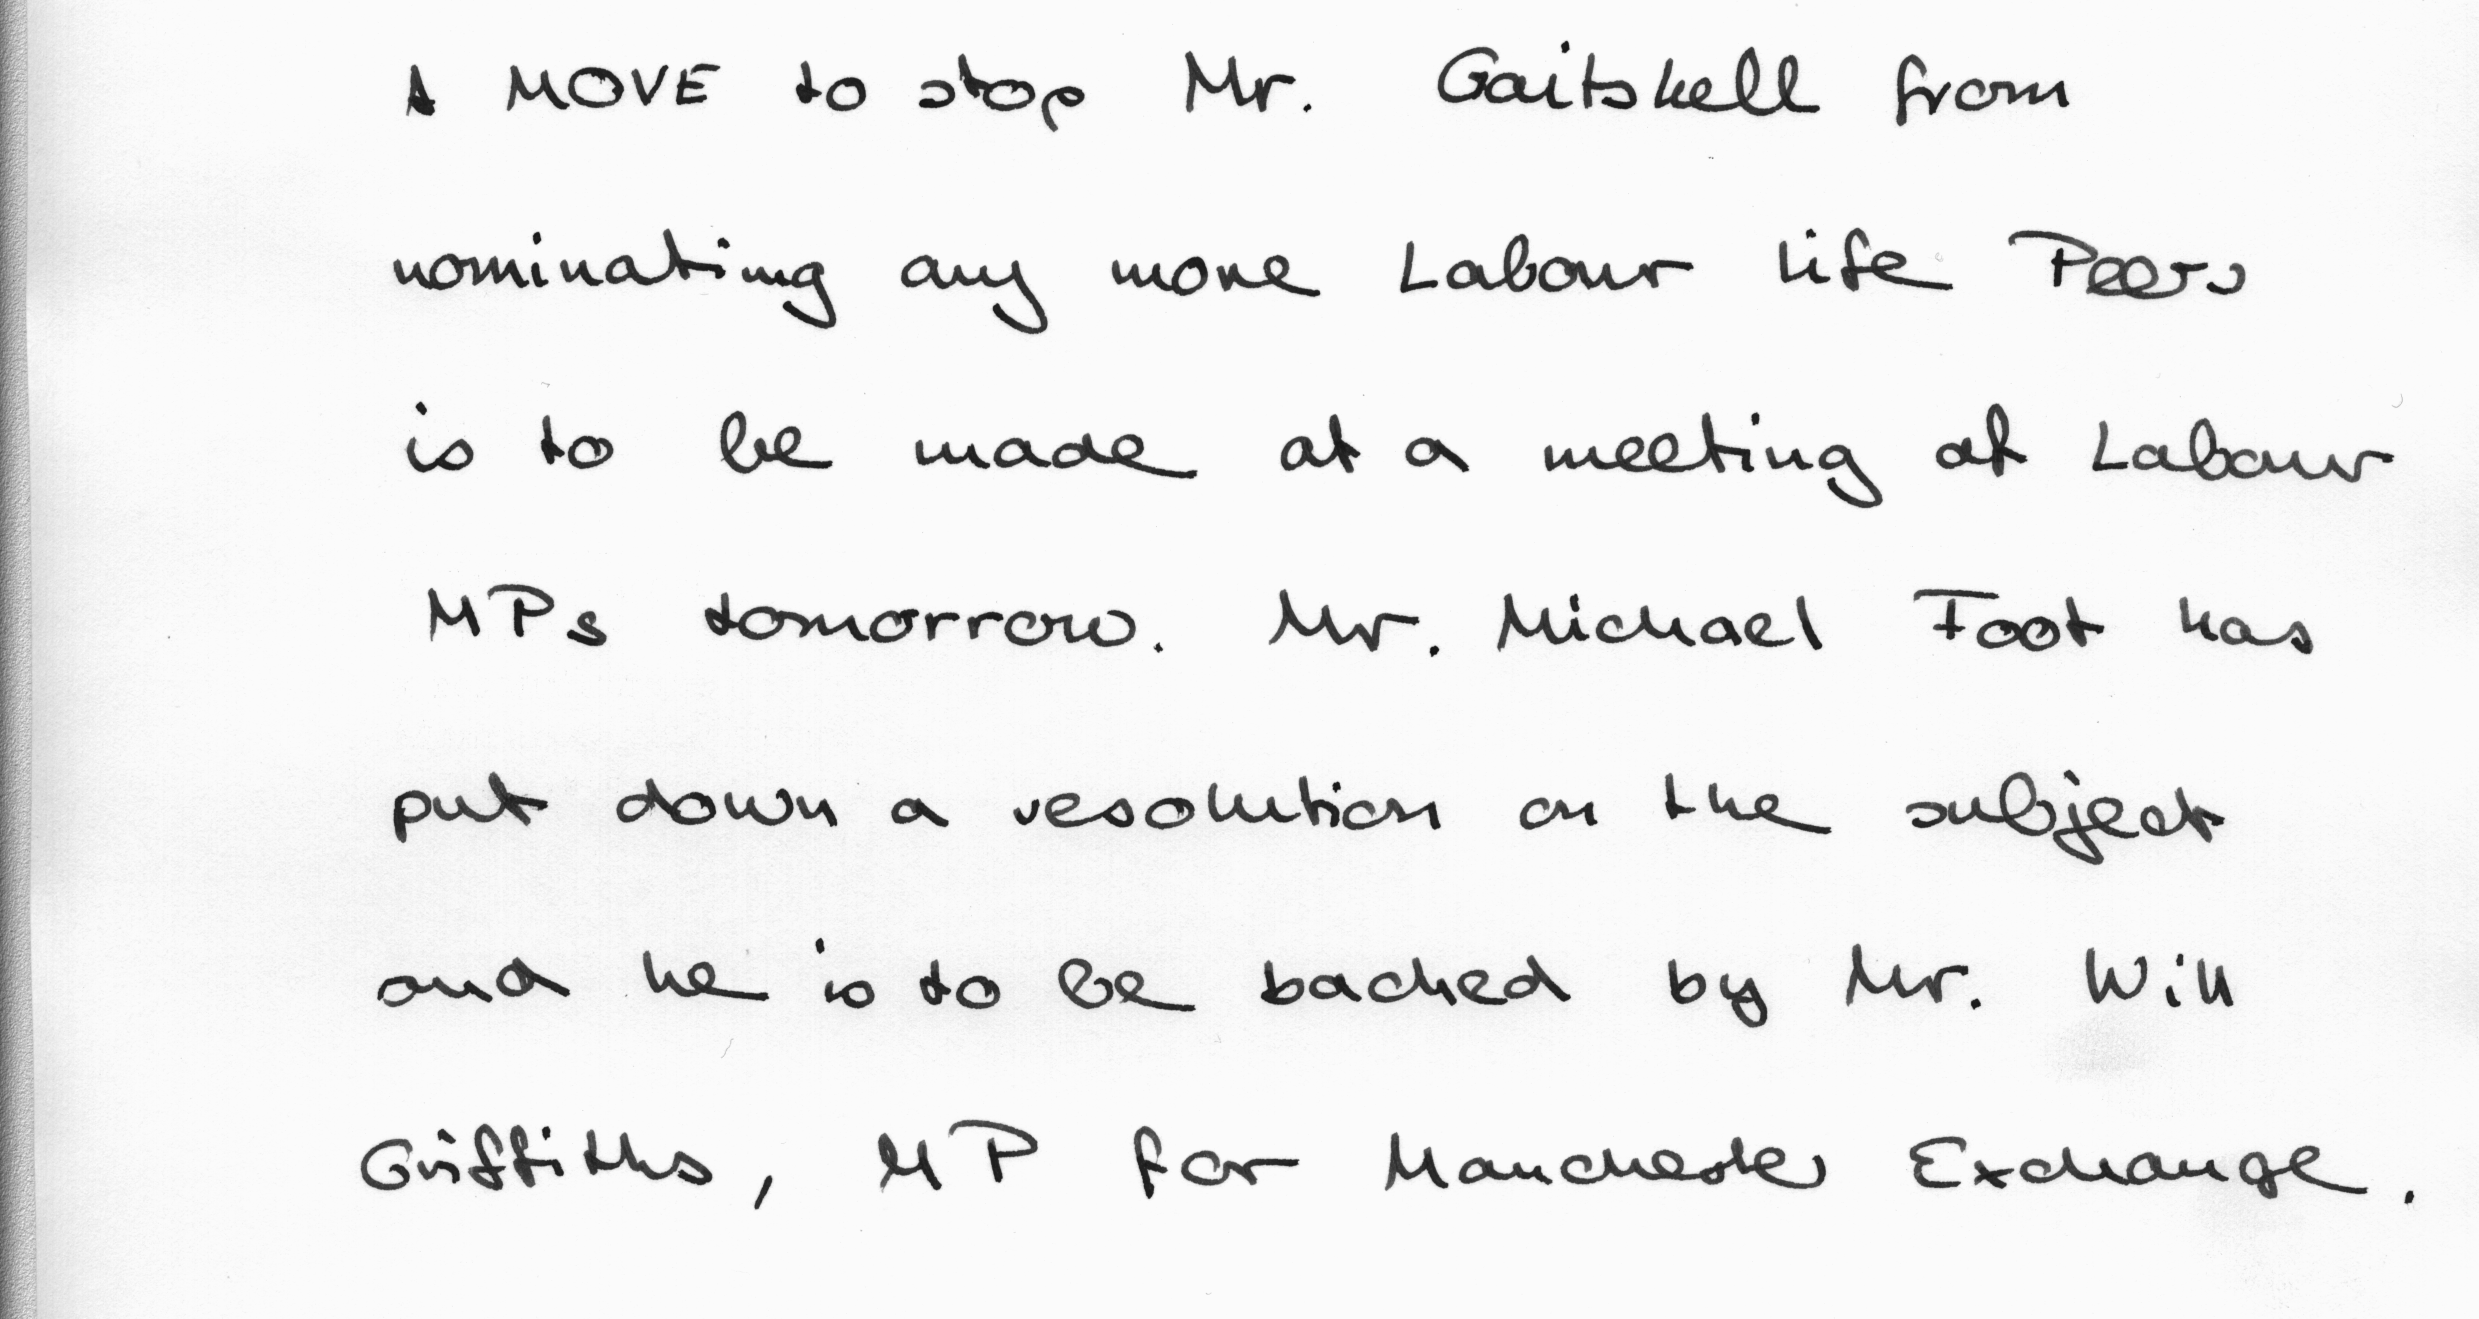 A MOVE to stop Mr. Gaitskell from
nominating any more Labour life Peers
is to be made at a meeting of Labour
MPs tomorrow. Mr. Michael Foot has
put down a resolution on the subject
and he is to be backed by Mr. Will
Griffiths, MP for Manchester Exchange.